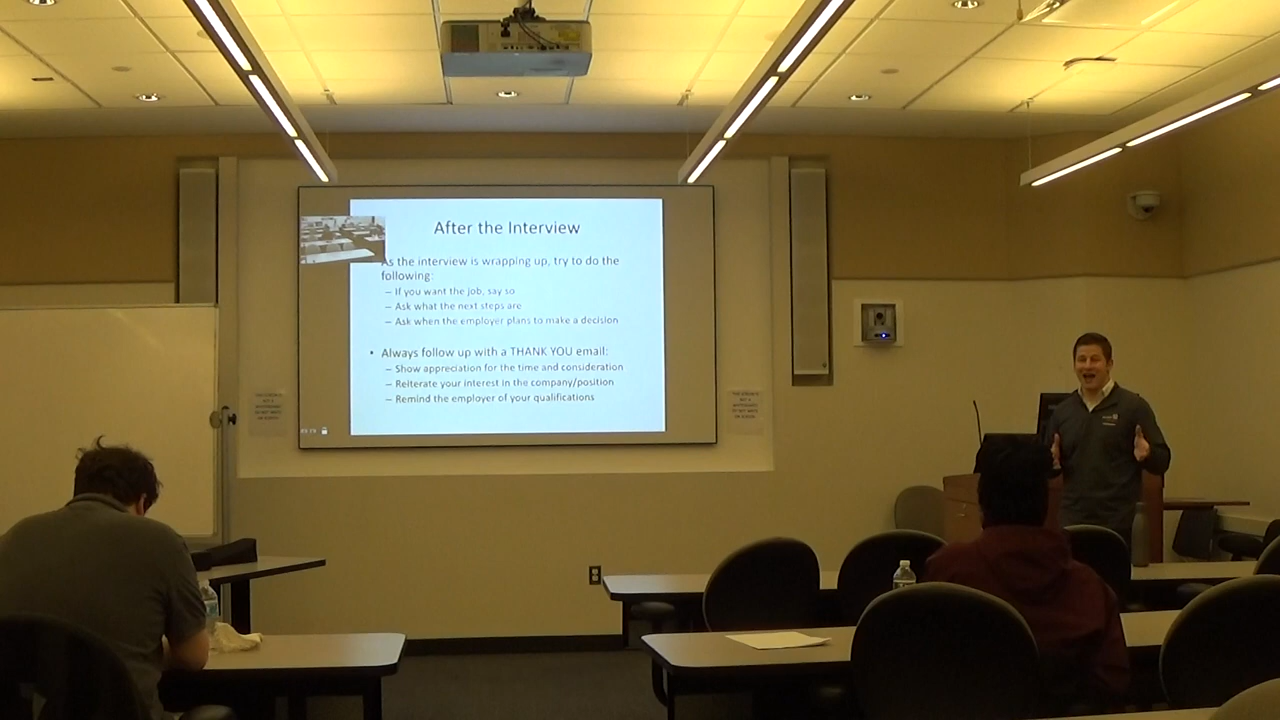 After the Interview
As the interview is wrapping up, try to do the
following:
– If you want the job, say so
– Ask what the next steps are
– Ask when the employer plans to make a decision
• Always follow up with a THANK YOU email:
– Show appreciation for the time and consideration
– Reiterate your interest in the company/position
– Remind the employer of your qualifications